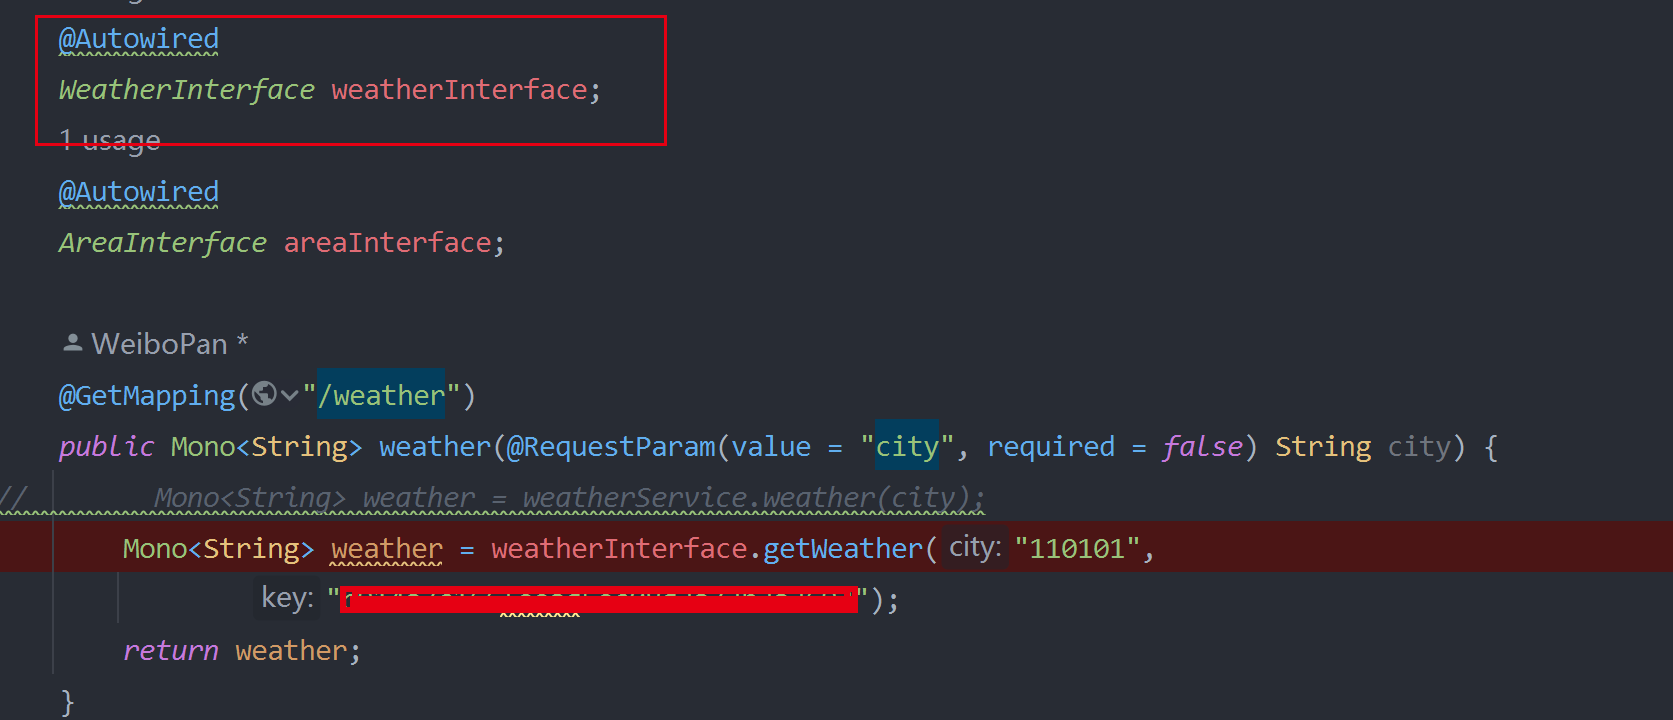 @Autowired
WeatherInterface weatherInterface;
1 usage
@Autowired
AreaInterface areaInterface;
WeiboPan *
@GetMapping("/weather")
public Mono<String> weather(@RequestParam(value = "city", required = false) String city) {
// Mono<String> weather = weatherService.weather(city);
Mono<String> weather = weatherInterface.getWeather( city: "110101",
key: "");
return weather;
}